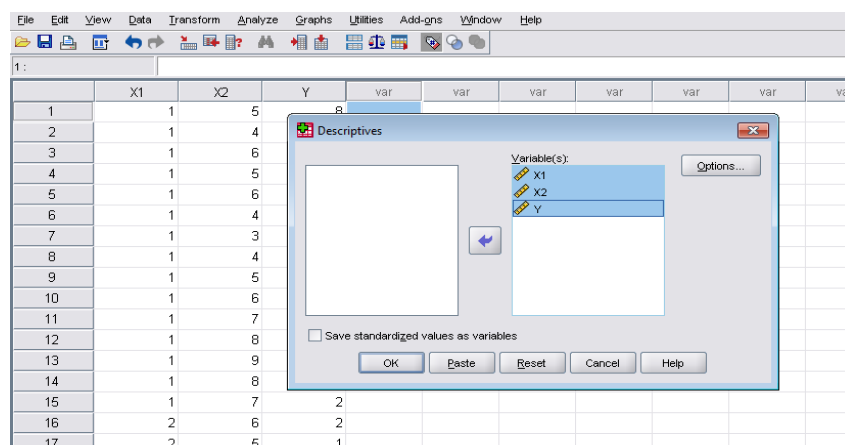 File Edit View Data Transform Analyze Graphs Utilities Add-ons Window Help
1 :
X1 X2 Y var var var var var var
1 1 5 8
2 1 4
3 1 6
4 1 5
5 1 6
6 1 4
7 1 3
8 1 4
9 1 5
10 1 6
11 1 7
12 1 8
13 1 9
14 1 8
15 1 7 2
16 2 6 2
17 2 5 1
Descriptives
Variable(s):
X1
X2
Y
Options...
Save standardized values as variables
OK Paste Reset Cancel Help